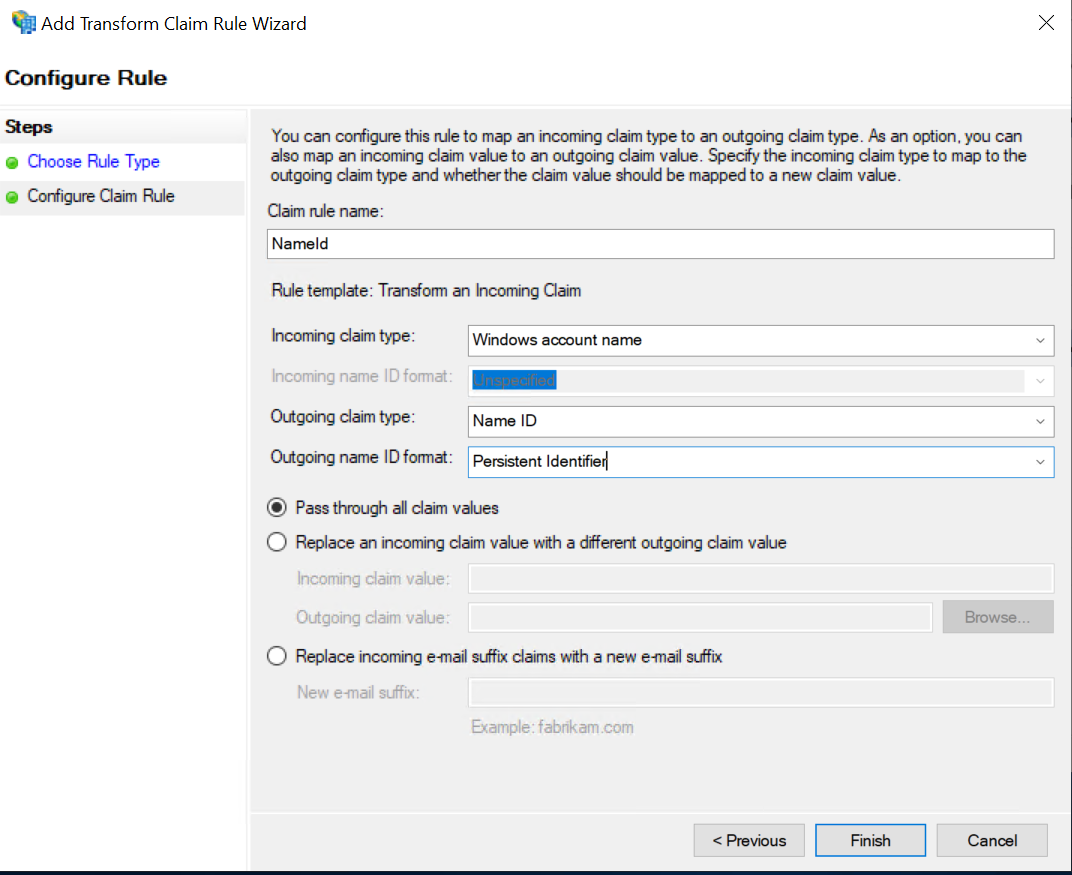 Add Transform Claim Rule Wizard
Configure Rule
Steps
Choose Rule Type
Configure Claim Rule
You can configure this rule to map an incoming claim type to an outgoing claim type. As an option, you can
also map an incoming claim value to an outgoing claim value. Specify the incoming claim type to map to the
outgoing claim type and whether the claim value should be mapped to a new claim value.
Claim rule name:
NameId
Rule template: Transform an Incoming Claim
Incoming claim type: Windows account name
Incoming name ID format: Unspecified
Outgoing claim type: Name ID
Outgoing name ID format: Persistent Identifier
Pass through all claim values
Replace an incoming claim value with a different outgoing claim value
Incoming claim value:
Outgoing claim value: Browse...
Replace incoming e-mail suffix claims with a new e-mail suffix
New e-mail suffix:
Example: fabrikam.com
< Previous Finish Cancel